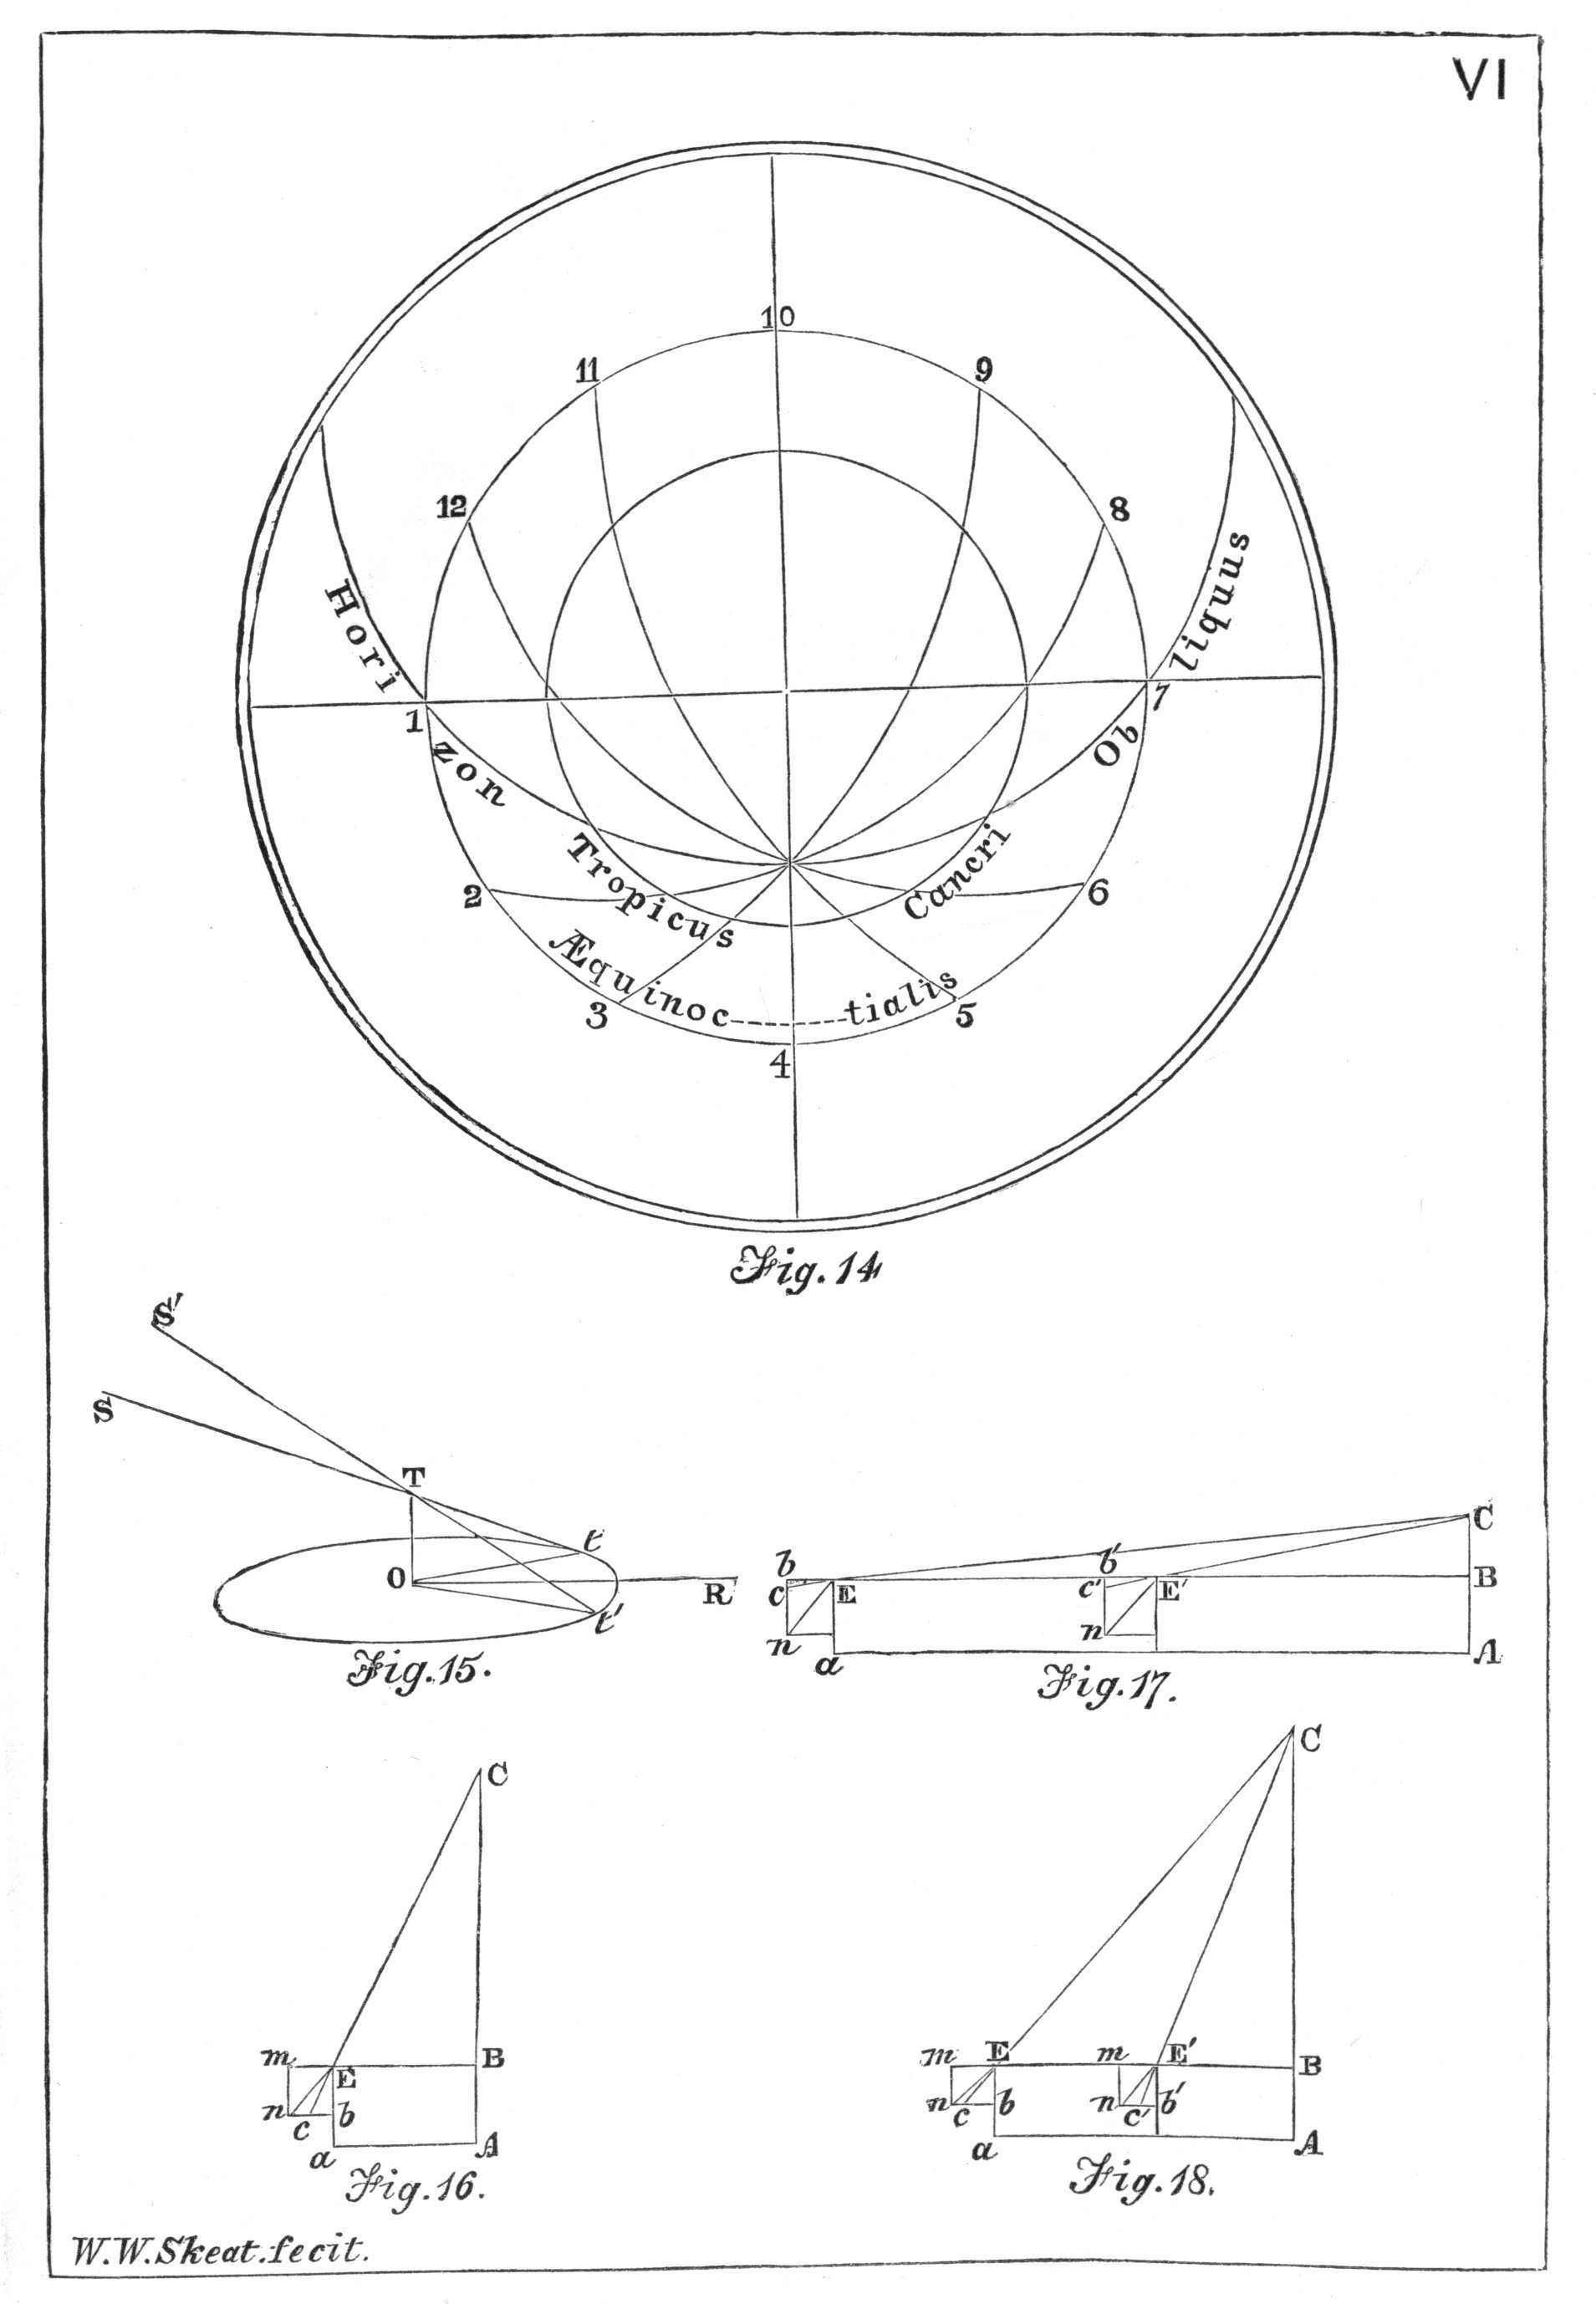 VI
10
11
9
12
8
Hori
liquus
1
7
zon
Ob
Tropicus
Cancri
2
6
Æquinoc------tialis
3
5
4
Fig. 14
S'
S
T
t
O
R
t'
Fig. 15.
C
b
b'
B
c
E
c'
E'
n
n
a
A
Fig. 17.
C
m
B
E
n
c
b
a
A
Fig. 16.
C
m
E
m
E'
B
n
c
b
n
c'
b'
a
A
Fig. 18.
W.W.Skeat.fecit.